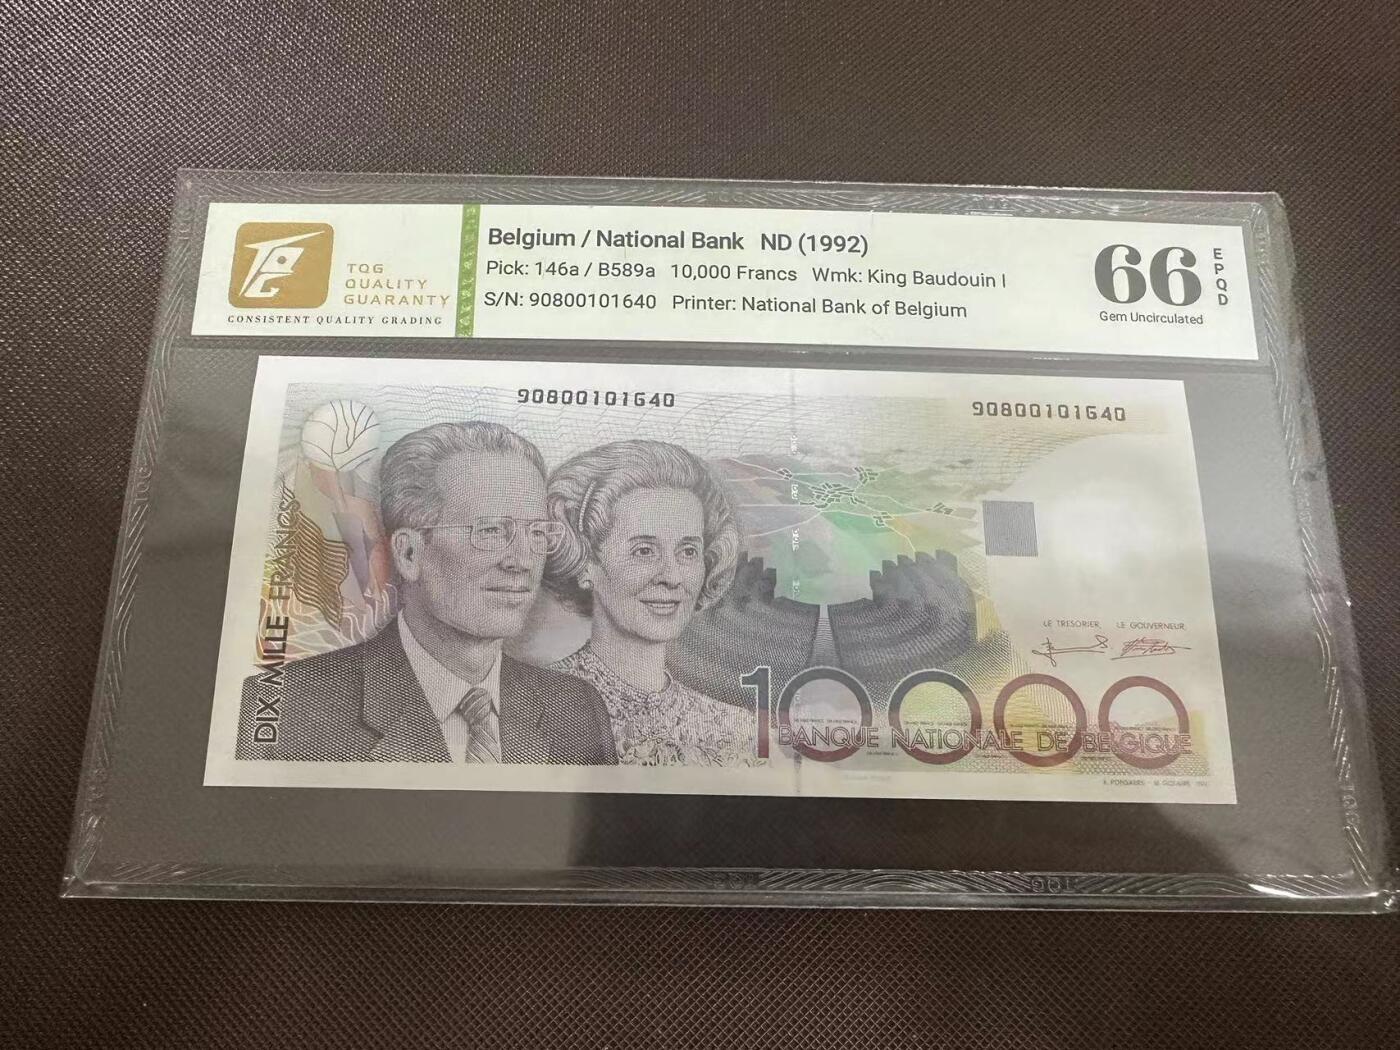 TQG
QUALITY
GUARANTY
CONSISTENT QUALITY GRADING
Belgium / National Bank ND (1992)
Pick: 146a / B589a 10,000 Francs Wmk: King Baudouin I
S/N: 90800101640 Printer: National Bank of Belgium
66
EPQD
Gem Uncirculated
90800101640
90800101640
DIX MILLE FRANCS
LE TRESORIER, LE GOUVERNEUR,
10000
BANQUE NATIONALE DE BELGIQUE